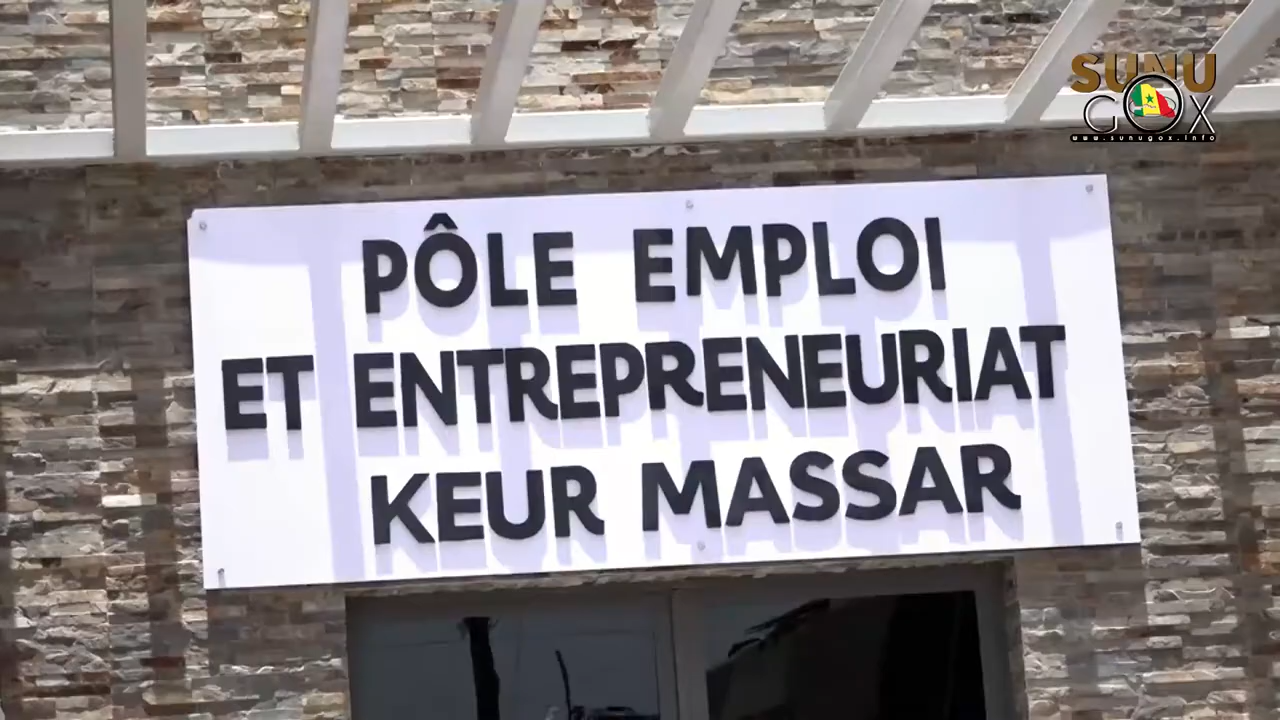 SUNU
GOX
www.sunugox.info
PÔLE EMPLOI
ET ENTREPRENEURIAT
KEUR MASSAR